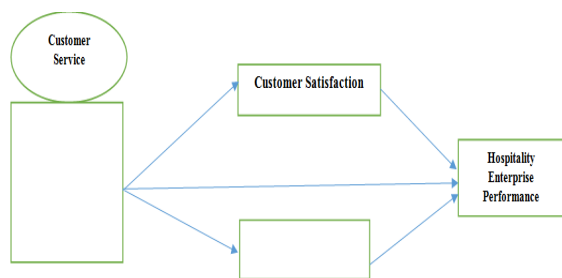 Customer
Service
Customer Satisfaction
Hospitality
Enterprise
Performance